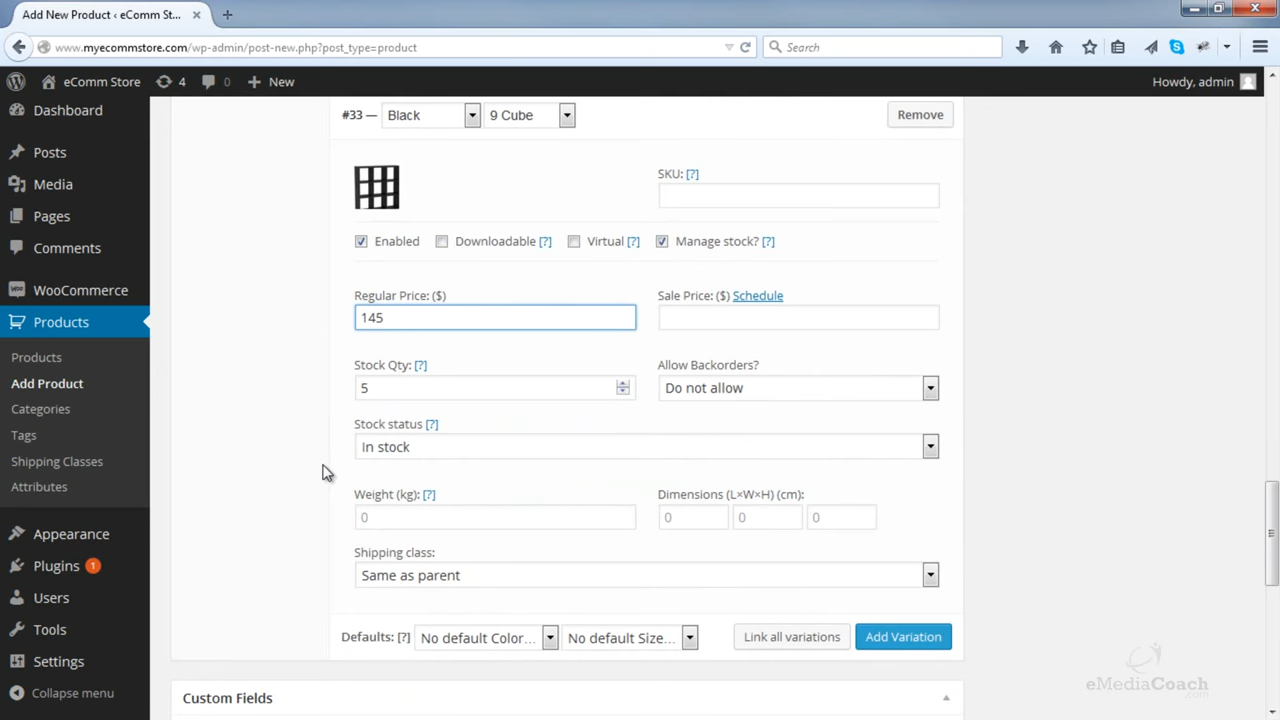 Add New Product ‹ eComm St... × +
www.myecommstore.com/wp-admin/post-new.php?post_type=product
Search
eComm Store 4 0 + New
Howdy, admin
Dashboard
Posts
Media
Pages
Comments
WooCommerce
Products
Products
Add Product
Categories
Tags
Shipping Classes
Attributes
Appearance
Plugins 1
Users
Tools
Settings
Collapse menu
#33 — Black 9 Cube Remove
SKU: [?]
Enabled Downloadable [?] Virtual [?] Manage stock? [?]
Regular Price: ($) Sale Price: ($) Schedule
145
Stock Qty: [?] Allow Backorders?
5 Do not allow
Stock status [?]
In stock
Weight (kg): [?] Dimensions (L×W×H) (cm):
0 0 0 0
Shipping class:
Same as parent
Defaults: [?] No default Color... No default Size... Link all variations Add Variation
Custom Fields
eMediaCoach
.com